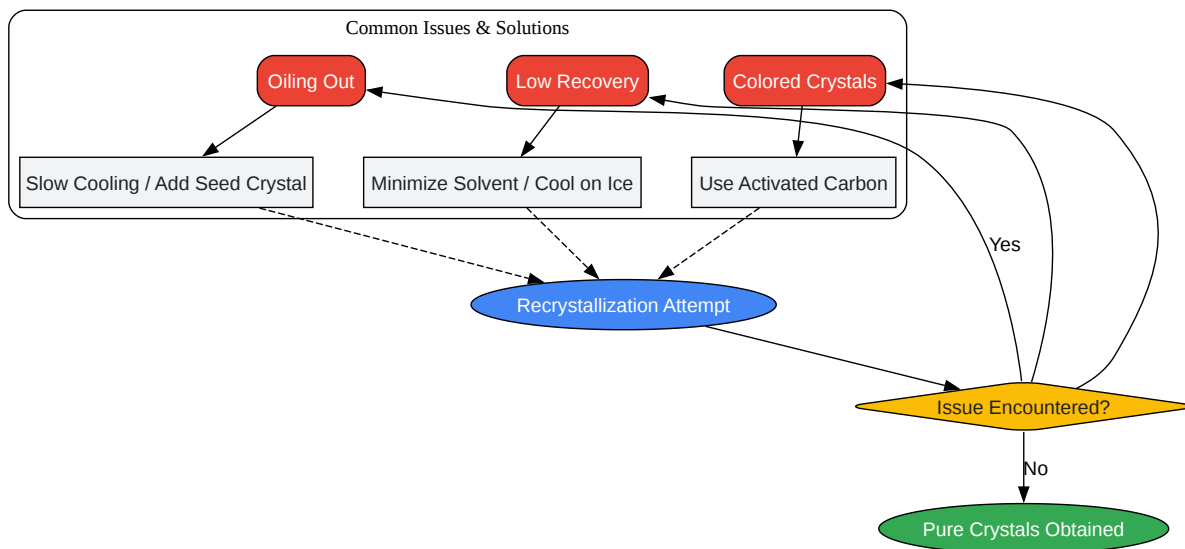 Common Issues & Solutions
Oiling Out
Low Recovery
Colored Crystals
Slow Cooling / Add Seed Crystal
Minimize Solvent / Cool on Ice
Use Activated Carbon
Yes
Recrystallization Attempt
Issue Encountered?
No
Pure Crystals Obtained